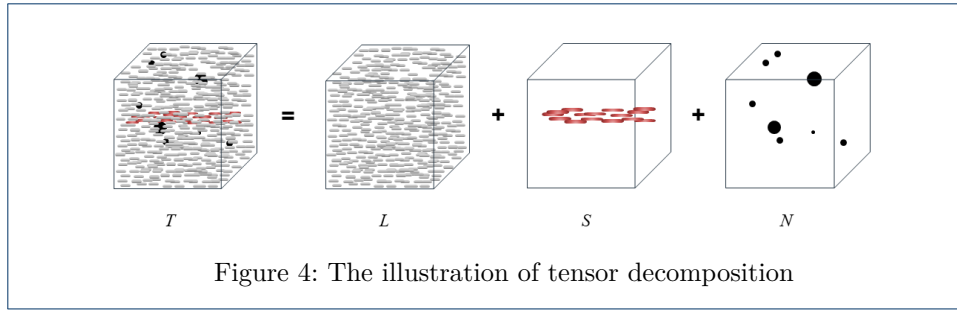 = + +
T L S N
Figure 4: The illustration of tensor decomposition